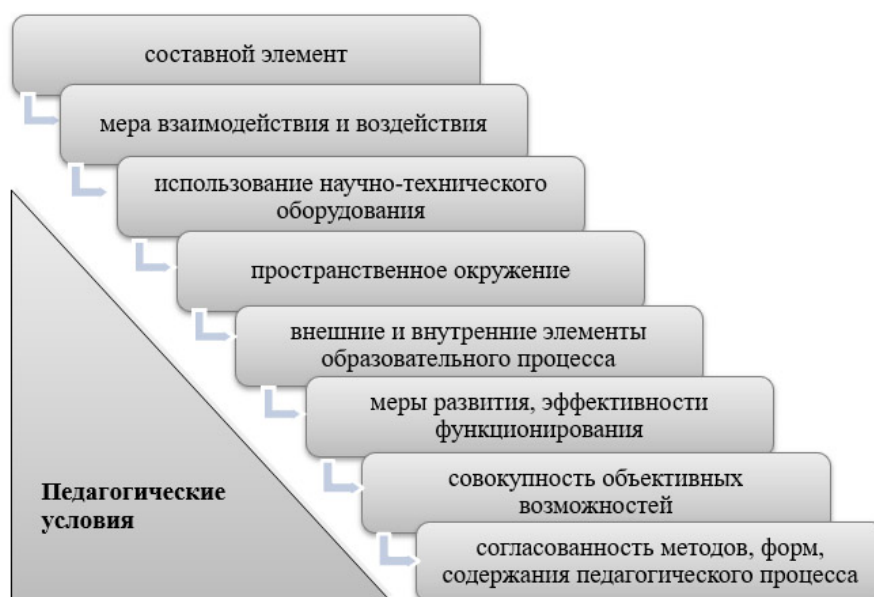 составной элемент
мера взаимодействия и воздействия
использование научно-технического
оборудования
пространственное окружение
внешние и внутренние элементы
образовательного процесса
меры развития, эффективности
функционирования
совокупность объективных
возможностей
согласованность методов, форм,
содержания педагогического процесса
Педагогические
условия